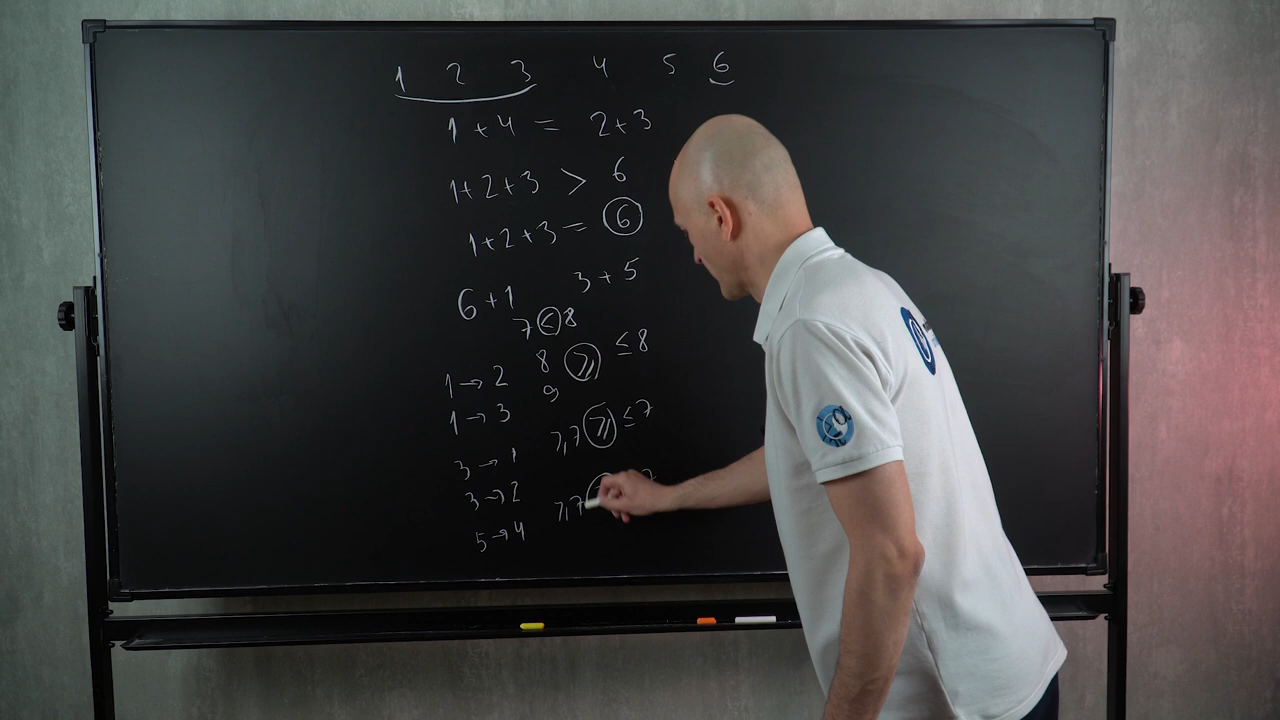 1 2 3 4 5 6
1 + 4 = 2 + 3
1 + 2 + 3 > 6
1 + 2 + 3 = 6
6 + 1 3 + 5
7 ≤ 8
8 ⩾ ≤ 8
1 → 2
9
1 → 3
⩾ 7 ⩾ ≤ 7
3 → 1
3 → 2
⩾ 7 7
5 → 4